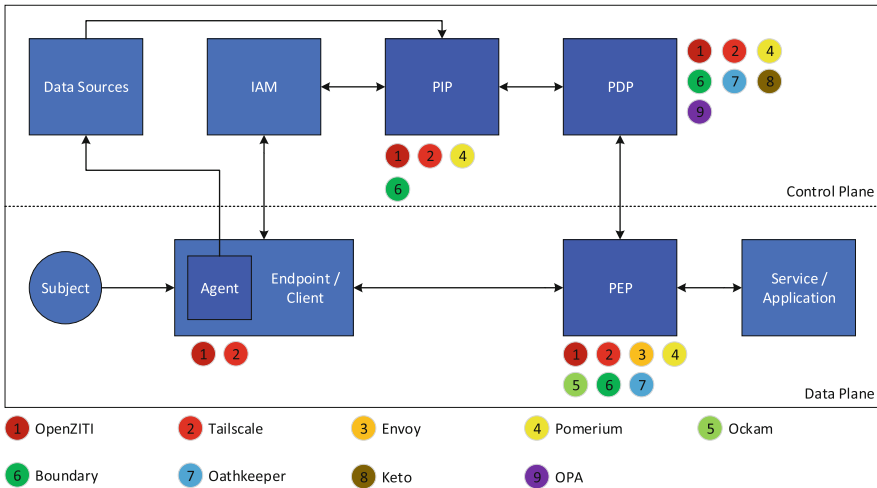 Data Sources
IAM
PIP
PDP
1 2 4
6 7 8
9
1 2 4
6
Control Plane
Subject
Agent
Endpoint /
Client
PEP
Service /
Application
1 2
1 2 3 4
5 6 7
Data Plane
1 OpenZITI
2 Tailscale
3 Envoy
4 Pomerium
5 Ockam
6 Boundary
7 Oathkeeper
8 Keto
9 OPA